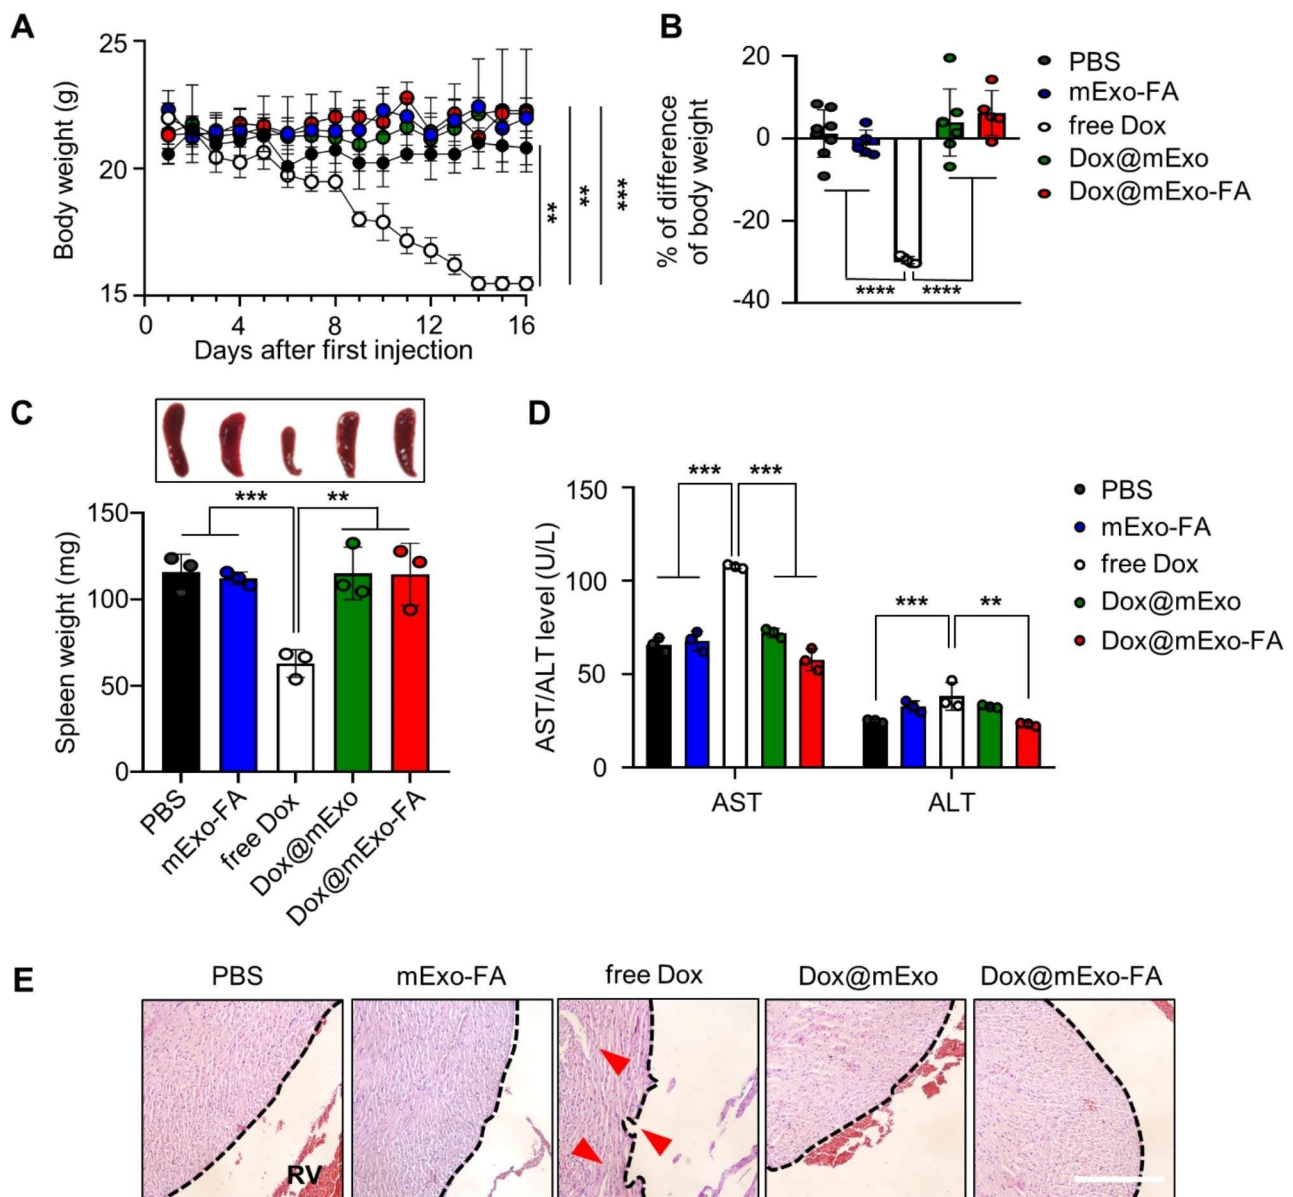 A
25
20
15
Body weight (g)
0 4 8 12 16
Days after first injection
**
**
***
B
20
0
-20
-40
% of difference
of body weight
**** ****
PBS
mExo-FA
free Dox
Dox@mExo
Dox@mExo-FA
C
*** **
150
100
50
0
Spleen weight (mg)
PBS
mExo-FA
free Dox
Dox@mExo
Dox@mExo-FA
D
*** ***
*** **
150
100
50
0
AST/ALT level (U/L)
AST ALT
PBS
mExo-FA
free Dox
Dox@mExo
Dox@mExo-FA
E
PBS mExo-FA free Dox Dox@mExo Dox@mExo-FA
RV